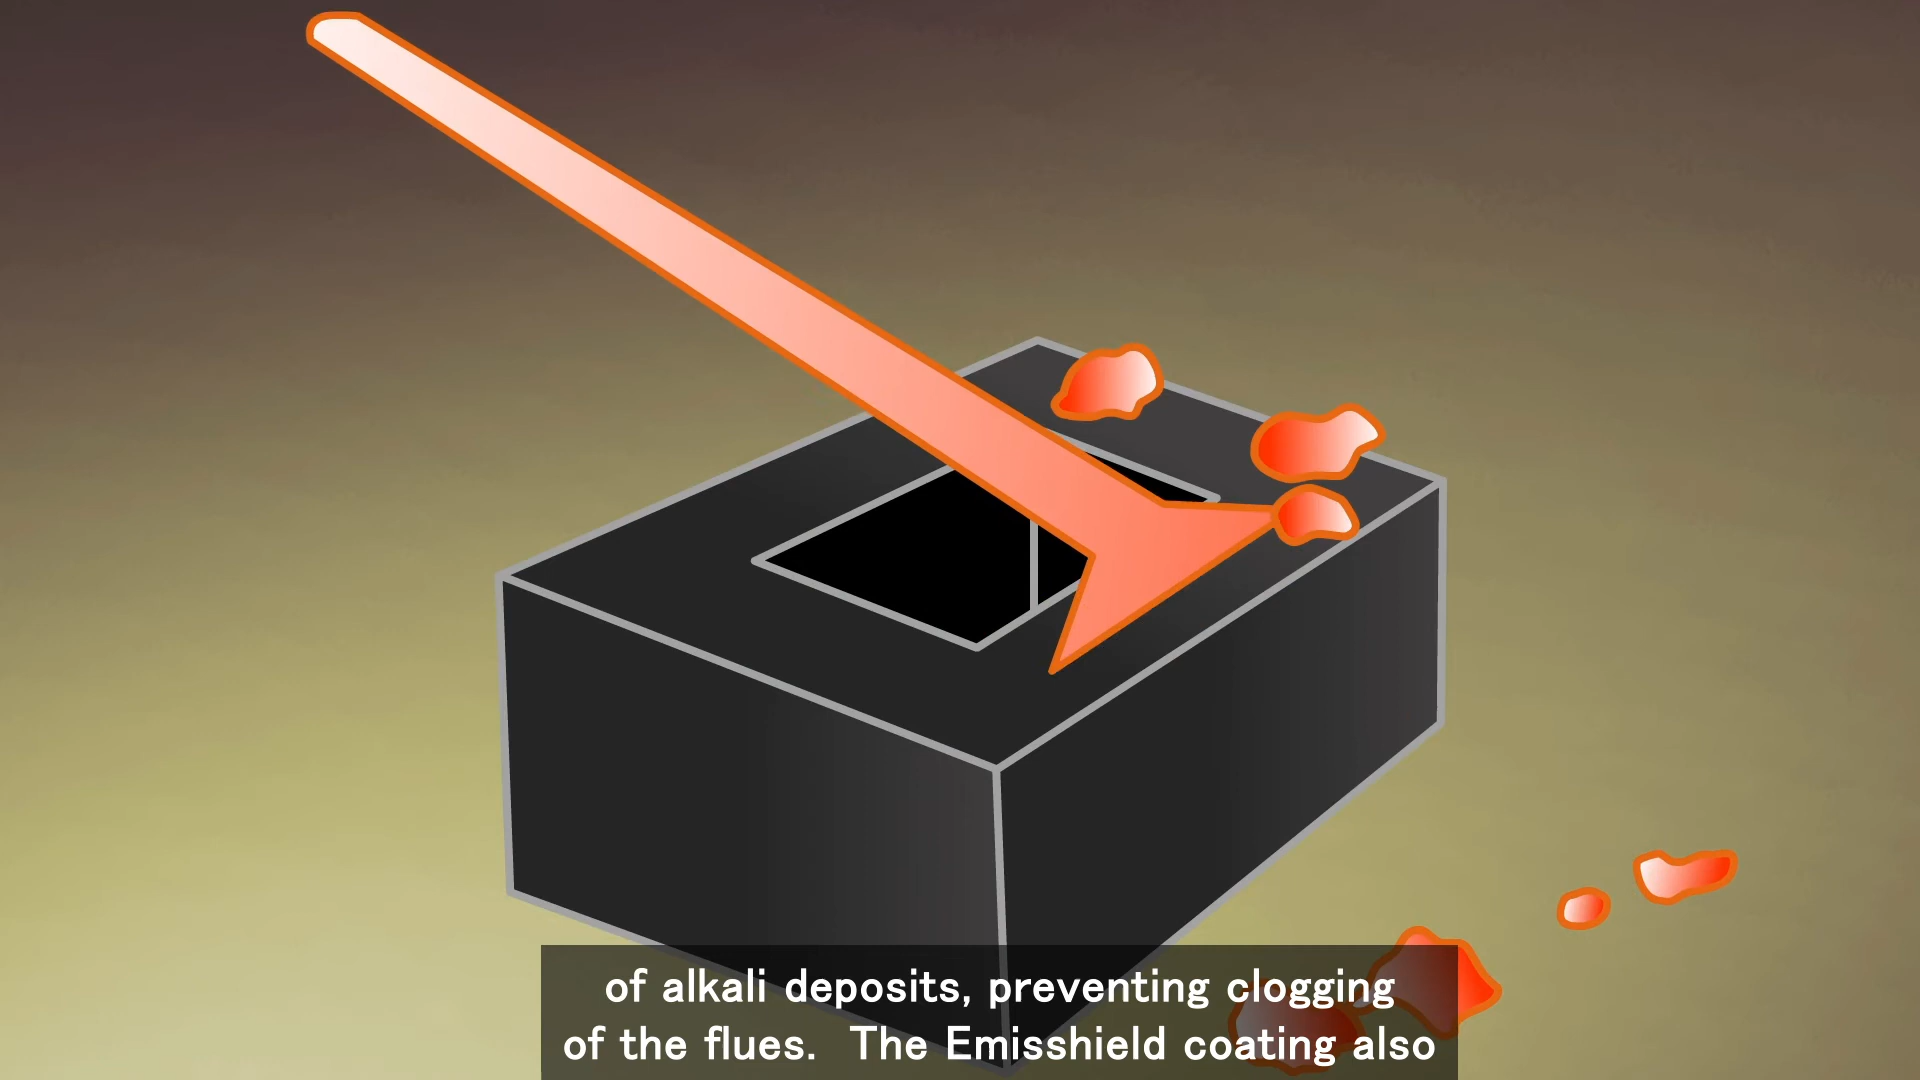 of alkali deposits, preventing clogging
of the flues.  The Emisshield coating also